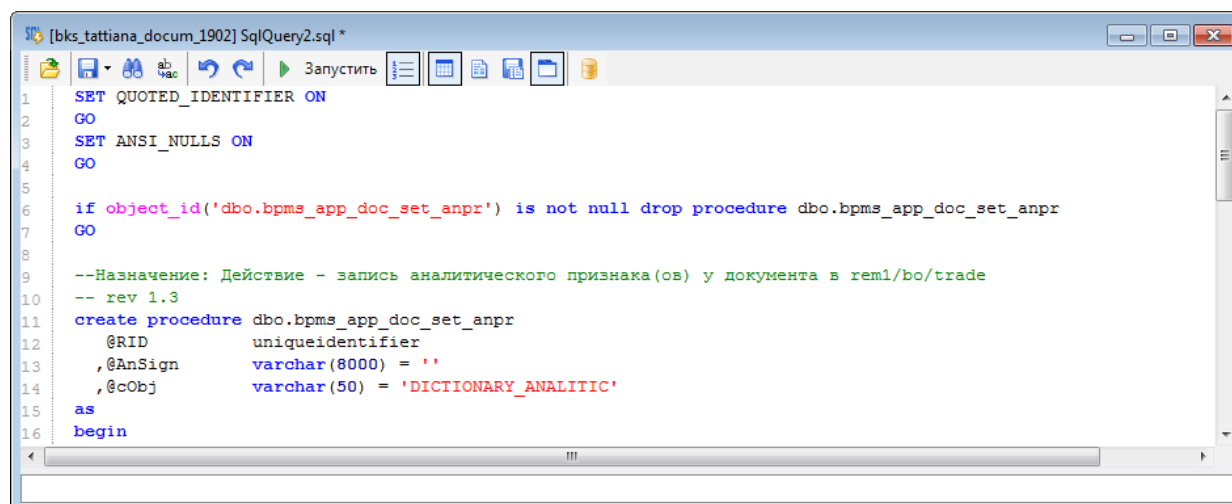 [bks_tattiana_docum_1902] SqlQuery2.sql *
Запустить
1 SET QUOTED_IDENTIFIER ON
2 GO
3 SET ANSI_NULLS ON
4 GO
5
6 if object_id('dbo.bpms_app_doc_set_anpr') is not null drop procedure dbo.bpms_app_doc_set_anpr
7 GO
8
9 --Назначение: Действие - запись аналитического признака(ов) у документа в rem1/bo/trade
10 -- rev 1.3
11 create procedure dbo.bpms_app_doc_set_anpr
12 @RID uniqueidentifier
13 ,@AnSign varchar(8000) = ''
14 ,@cObj varchar(50) = 'DICTIONARY_ANALITIC'
15 as
16 begin